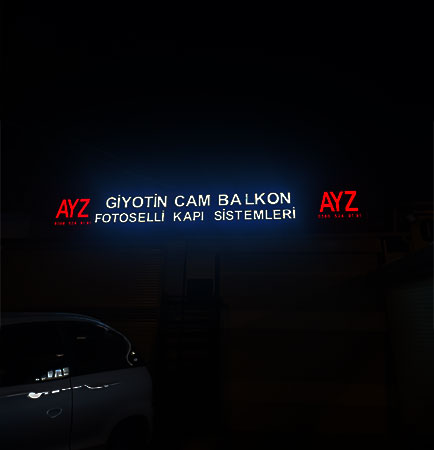 AYZ
GİYOTİN CAM BALKON
FOTOSELLİ KAPI SİSTEMLERİ
AYZ